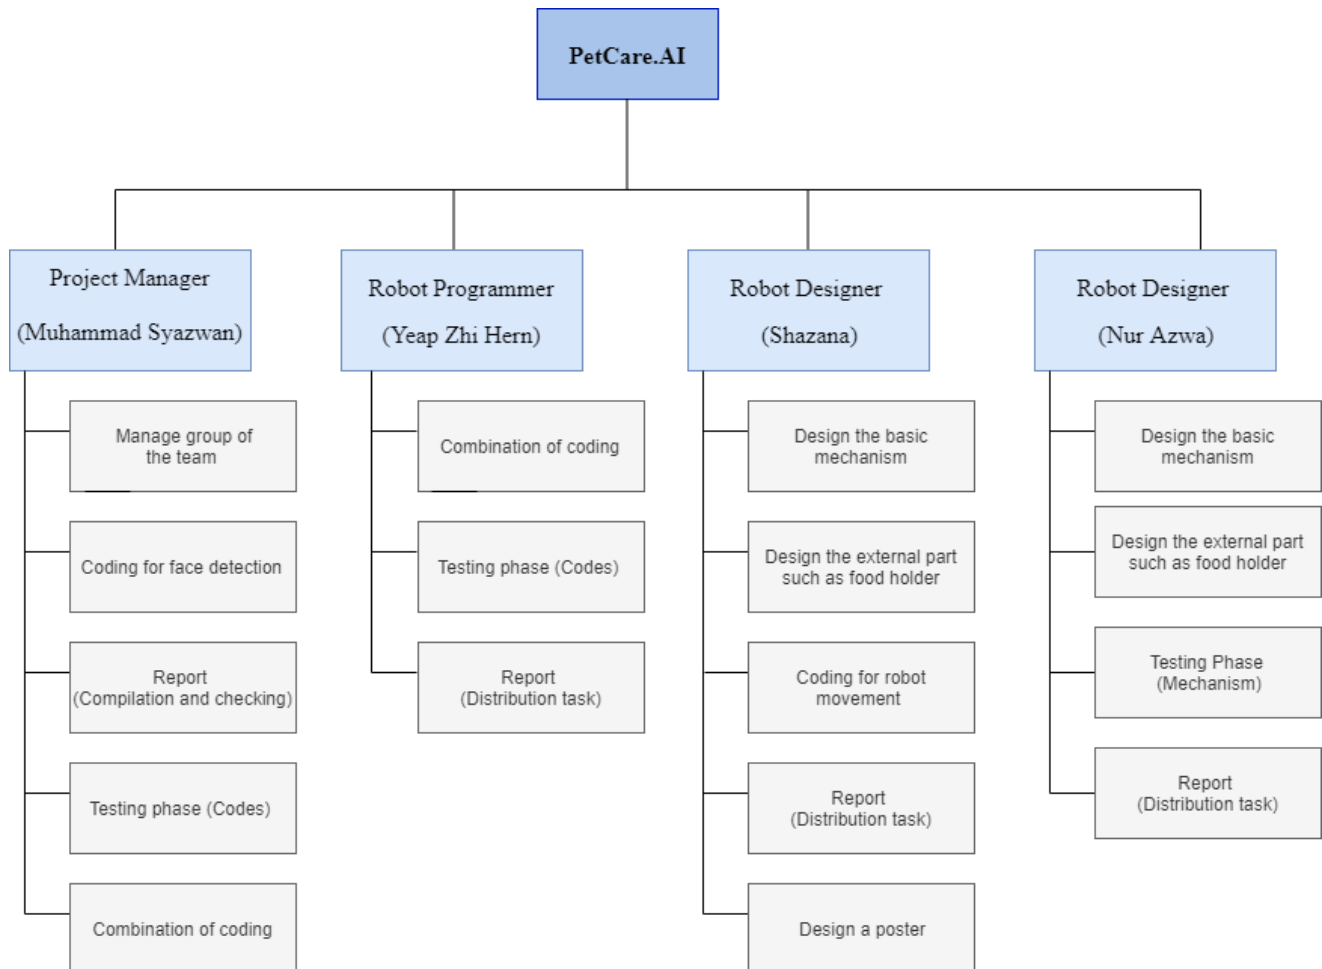 PetCare.AI
Project Manager
(Muhammad Syazwan)
Manage group of
the team
Coding for face detection
Report
(Compilation and checking)
Testing phase (Codes)
Combination of coding
Robot Programmer
(Yeap Zhi Hern)
Combination of coding
Testing phase (Codes)
Report
(Distribution task)
Robot Designer
(Shazana)
Design the basic
mechanism
Design the external part
such as food holder
Coding for robot
movement
Report
(Distribution task)
Design a poster
Robot Designer
(Nur Azwa)
Design the basic
mechanism
Design the external part
such as food holder
Testing Phase
(Mechanism)
Report
(Distribution task)